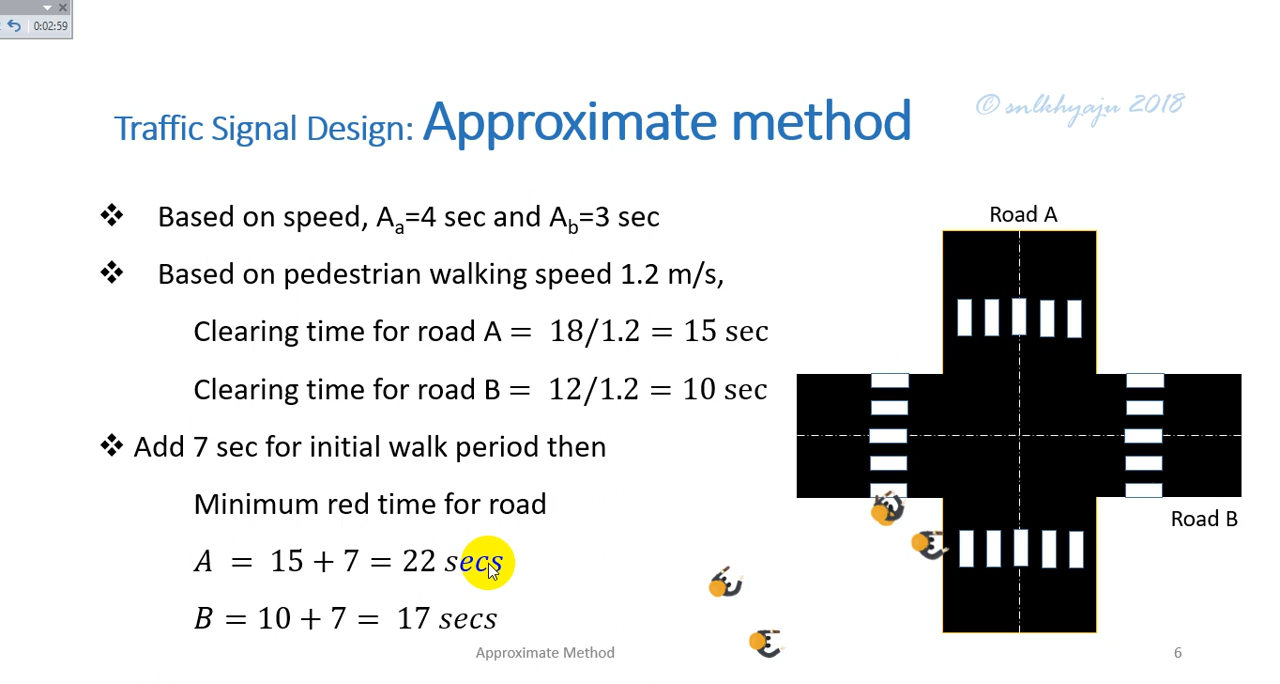 0:02:59
© snlkhyaju 2018
Traffic Signal Design: Approximate method
❖ Based on speed, Aa=4 sec and Ab=3 sec
❖ Based on pedestrian walking speed 1.2 m/s,
Clearing time for road A = 18/1.2 = 15 sec
Clearing time for road B = 12/1.2 = 10 sec
❖ Add 7 sec for initial walk period then
Minimum red time for road
A = 15 + 7 = 22 secs
B = 10 + 7 = 17 secs
Road A
Road B
Approximate Method
6